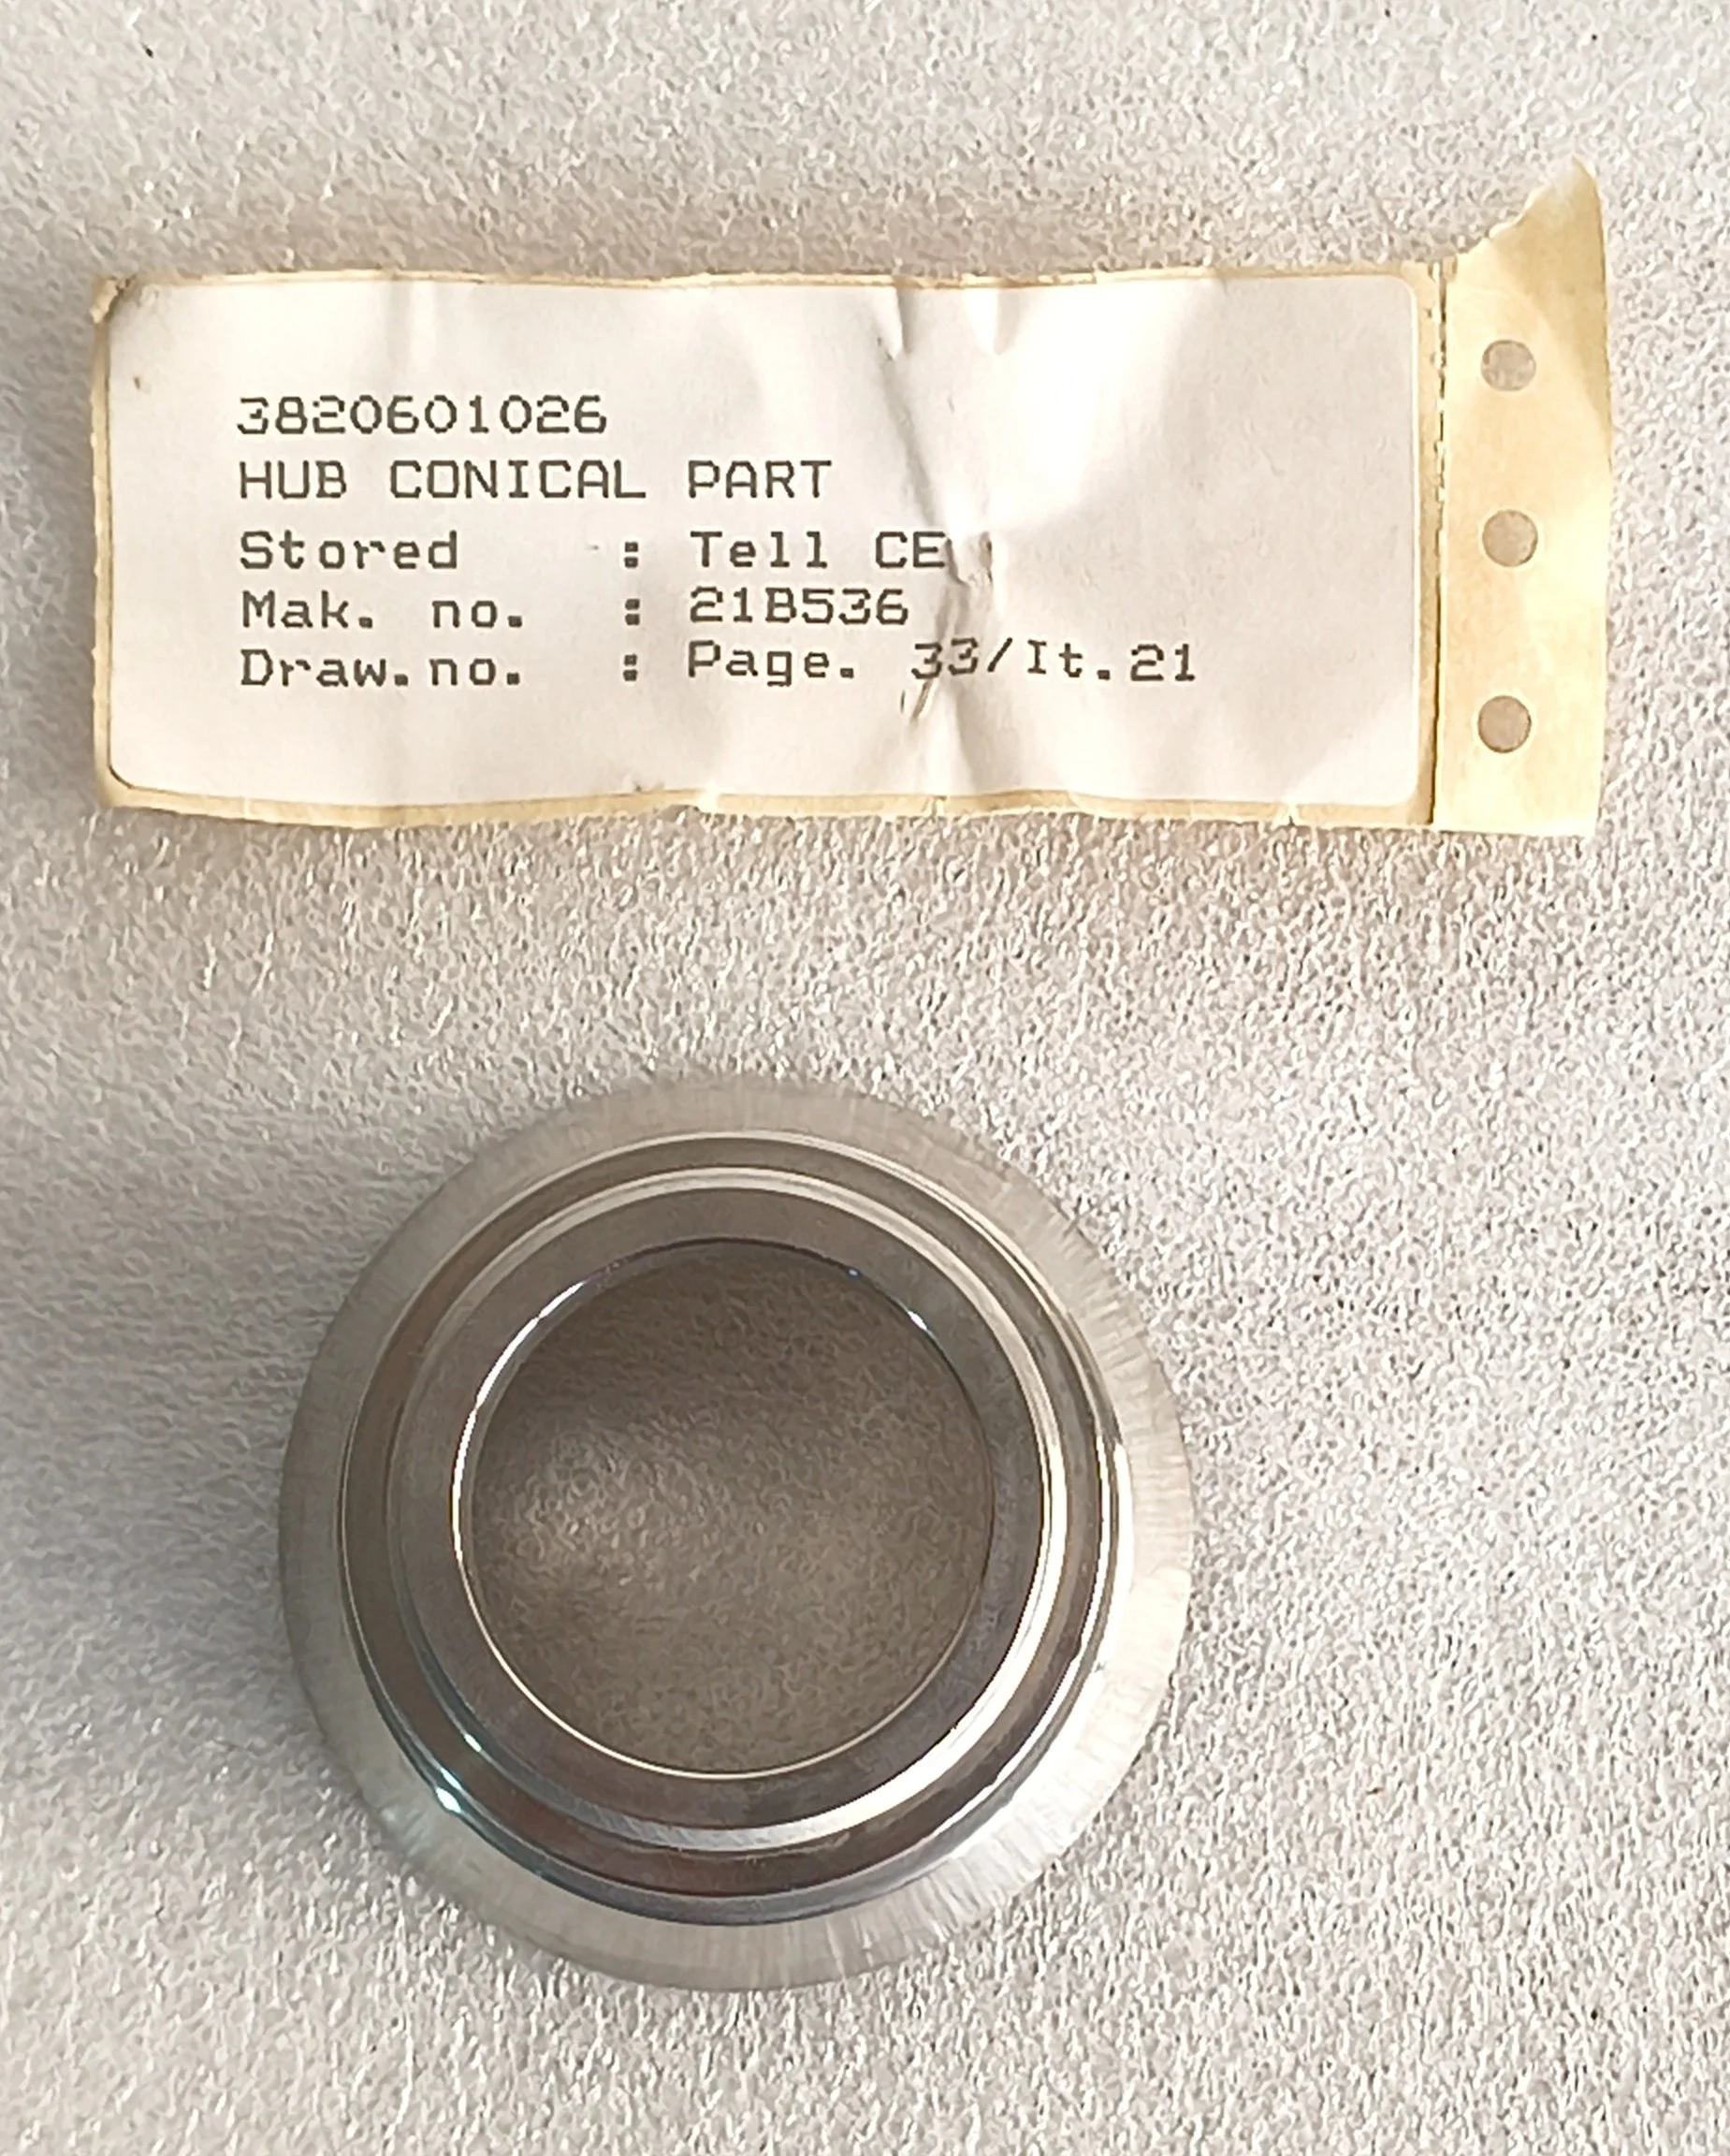 3820601026
HUB CONICAL PART
Stored : Tell CE
Mak. no. : 21B536
Draw.no. : Page. 33/It.21